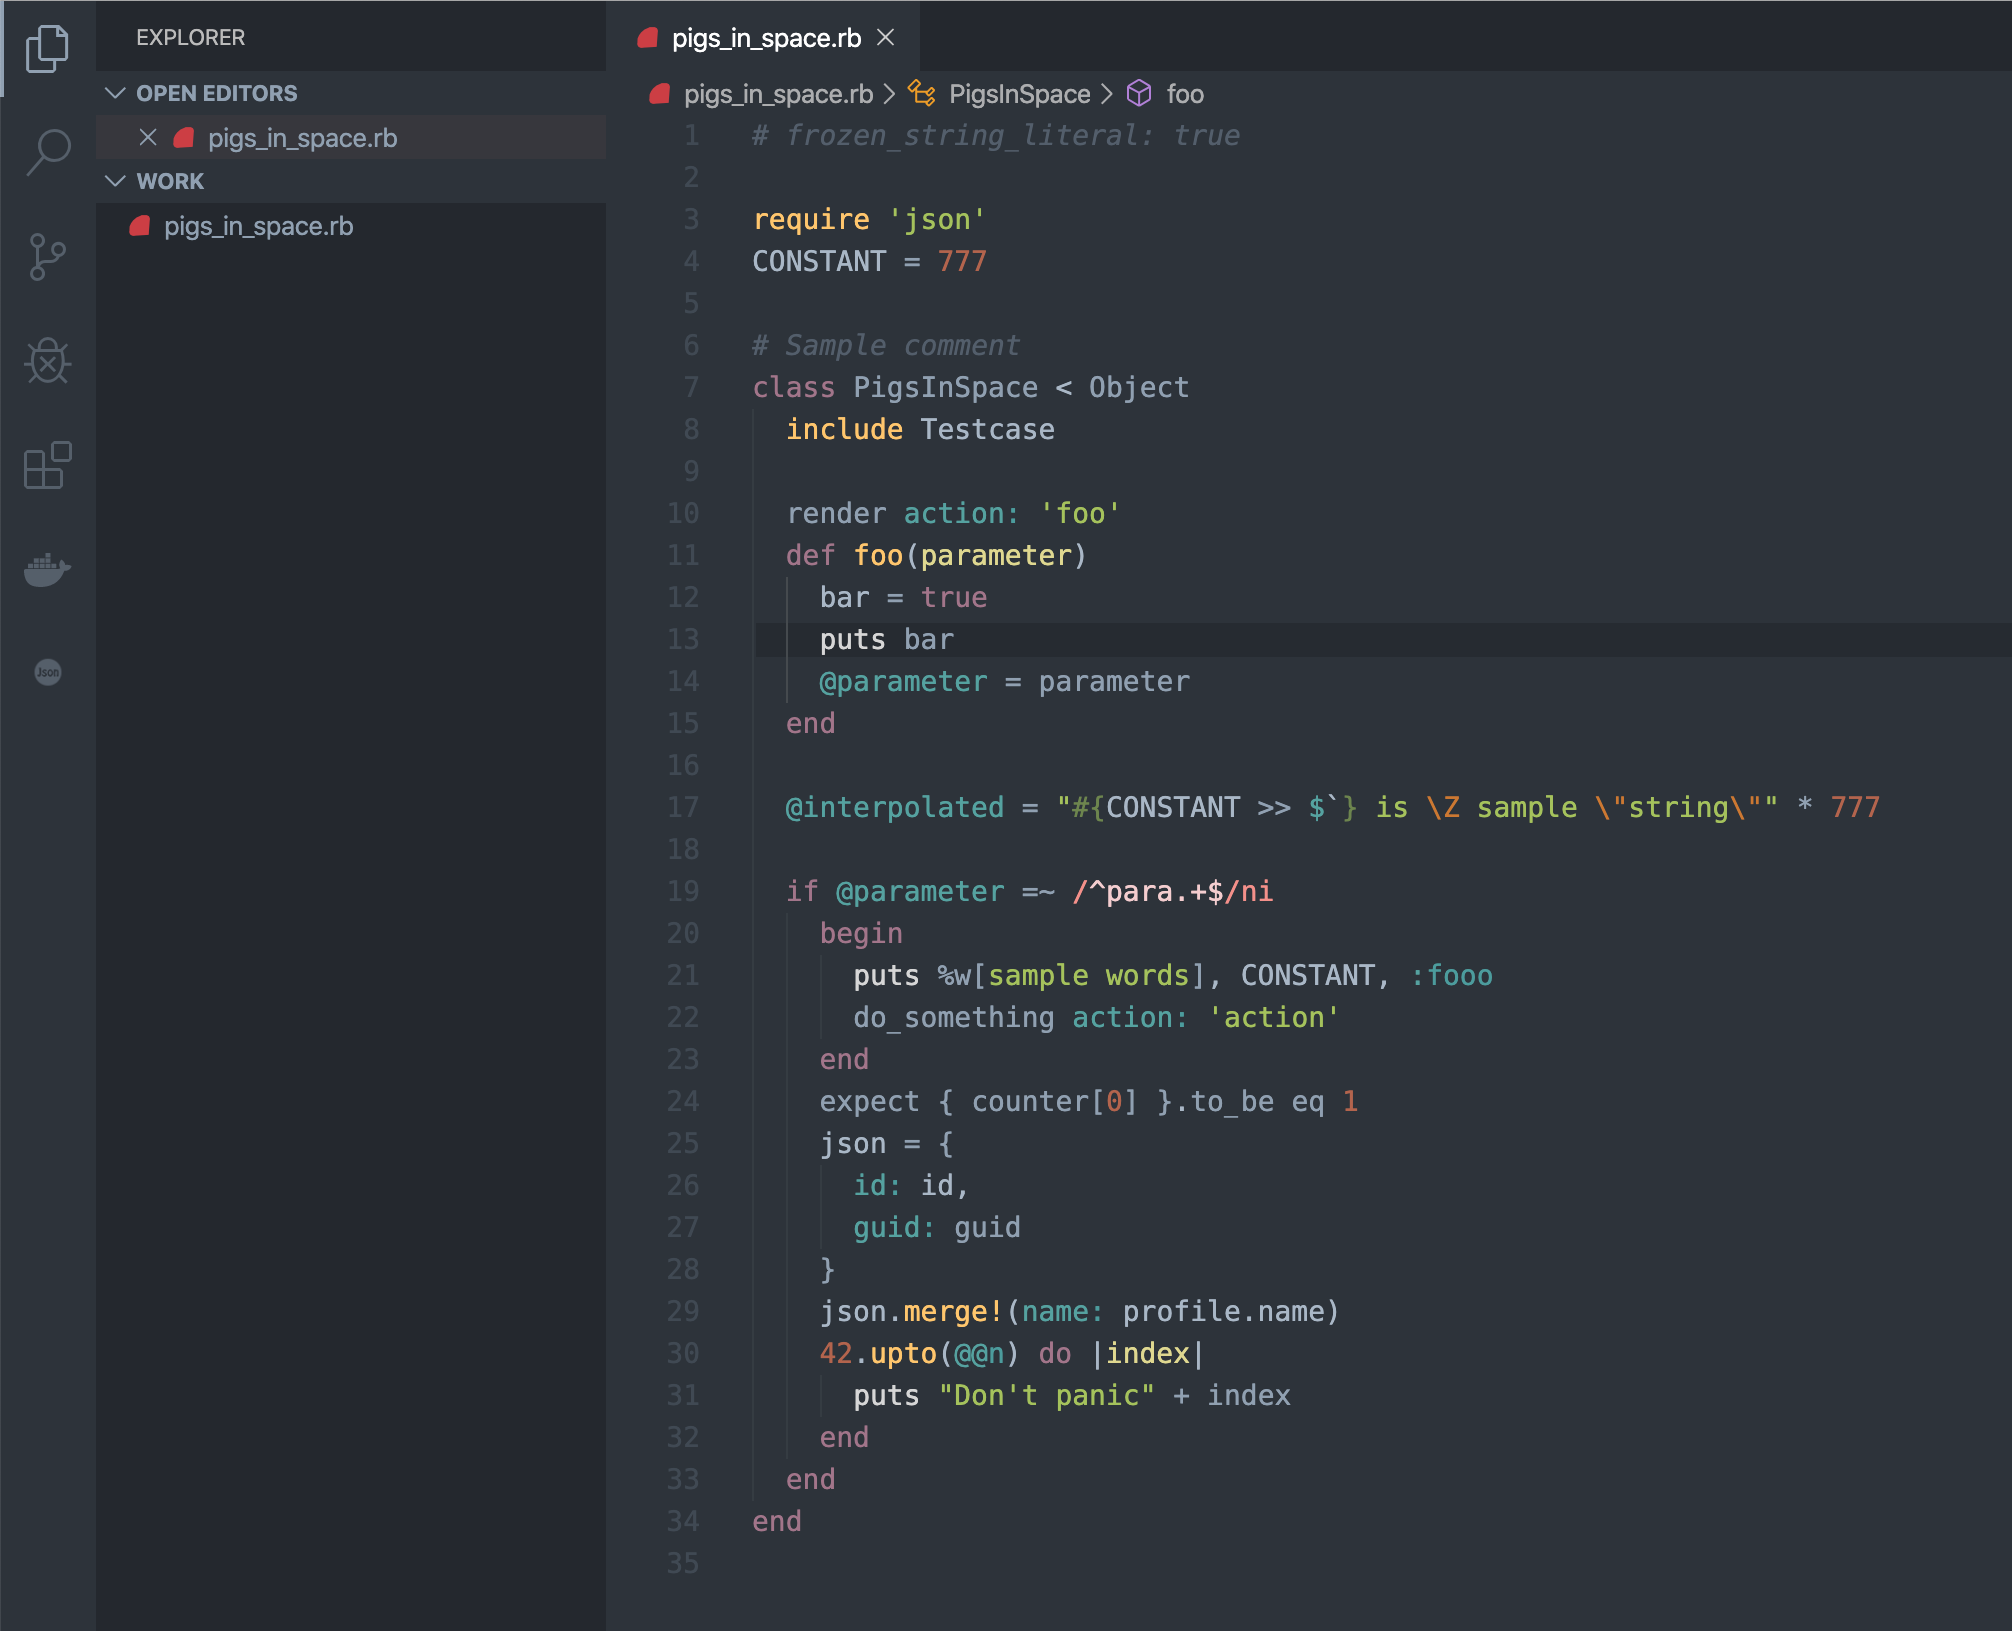 EXPLORER
OPEN EDITORS
pigs_in_space.rb
WORK
pigs_in_space.rb
Json
pigs_in_space.rb
pigs_in_space.rb > PigsInSpace > foo
1 # frozen_string_literal: true
2
3 require 'json'
4 CONSTANT = 777
5
6 # Sample comment
7 class PigsInSpace < Object
8   include Testcase
9
10   render action: 'foo'
11   def foo(parameter)
12     bar = true
13     puts bar
14     @parameter = parameter
15   end
16
17   @interpolated = "#{CONSTANT >> $`} is \Z sample \"string\"" * 777
18
19   if @parameter =~ /^para.+$/ni
20     begin
21       puts %w[sample words], CONSTANT, :fooo
22       do_something action: 'action'
23     end
24     expect { counter[0] }.to_be eq 1
25     json = {
26       id: id,
27       guid: guid
28     }
29     json.merge!(name: profile.name)
30     42.upto(@@n) do |index|
31       puts "Don't panic" + index
32     end
33   end
34 end
35